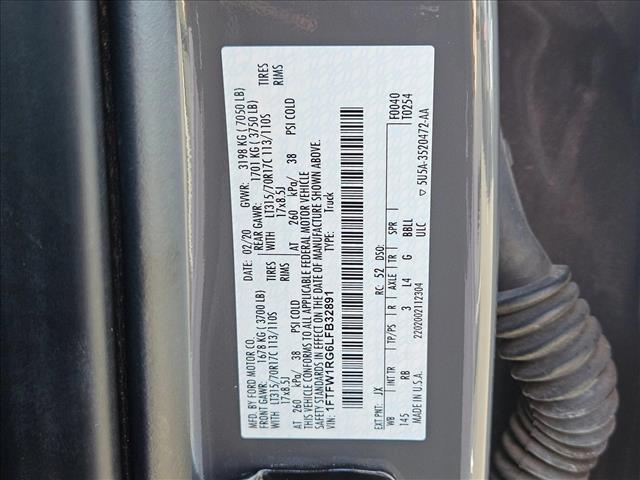 MFD. BY FORD MOTOR CO.
DATE: 02/20 GVWR: 3198 KG ( 7050 LB)
FRONT GAWR: 1678 KG ( 3700 LB) REAR GAWR: 1701 KG ( 3750 LB)
WITH LT315/70R17C 113/110S TIRES WITH LT315/70R17C 113/110S TIRES
17x8.5J RIMS 17x8.5J RIMS
AT 260 kPa/ 38 PSI COLD AT 260 kPa/ 38 PSI COLD
THIS VEHICLE CONFORMS TO ALL APPLICABLE FEDERAL MOTOR VEHICLE
SAFETY STANDARDS IN EFFECT ON THE DATE OF MANUFACTURE SHOWN ABOVE.
VIN: 1FTFW1RG6LFB32891 TYPE: Truck
F0040
T0254
EXT PNT: JX RC: 52 DSO:
WB INT TR TP/PS R AXLE TR SPR
145 RB 3 L4 G BBLL
MADE IN U.S.A. 2202002112304 ULC
▽ 5U5A-3520472-AA